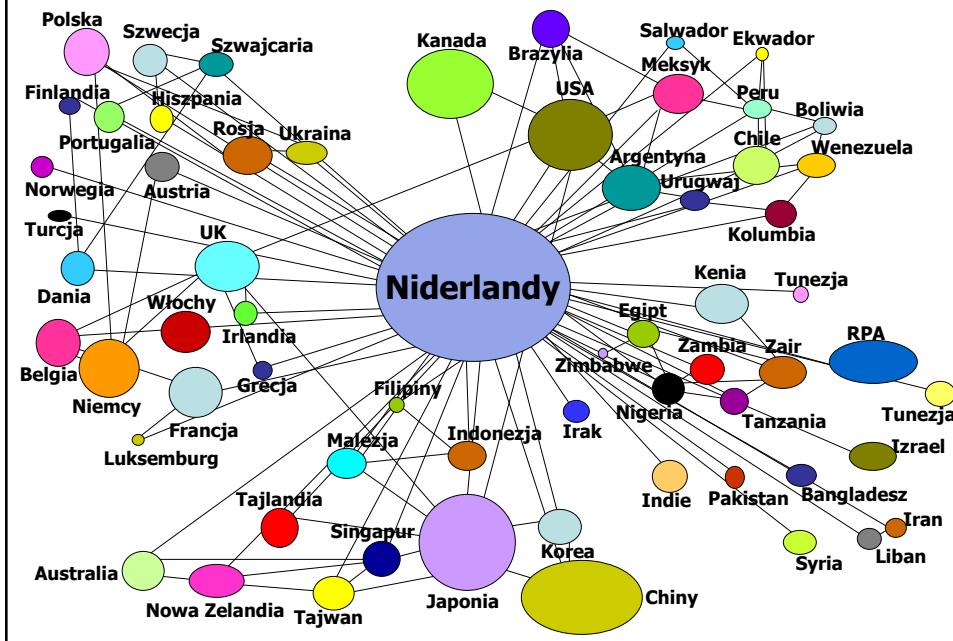 Polska
Szwecja
Szwajcaria
Kanada
Brazylia
Salwador
Ekwador
Meksyk
USA
Finlandia
Hiszpania
Peru
Boliwia
Portugalia
Rosja
Ukraina
Chile
Wenezuela
Argentyna
Norwegia
Austria
Urugwaj
Turcja
UK
Kolumbia
Niderlandy
Kenia
Tunezja
Dania
Włochy
Irlandia
Egipt
Zimbabwe
Zambia
Zair
RPA
Belgia
Niemcy
Grecja
Filipiny
Nigeria
Tanzania
Tunezja
Francja
Irak
Luksemburg
Malezja
Indonezja
Izrael
Indie
Pakistan
Bangladesz
Tajlandia
Singapur
Korea
Iran
Syria
Liban
Australia
Nowa Zelandia
Tajwan
Japonia
Chiny